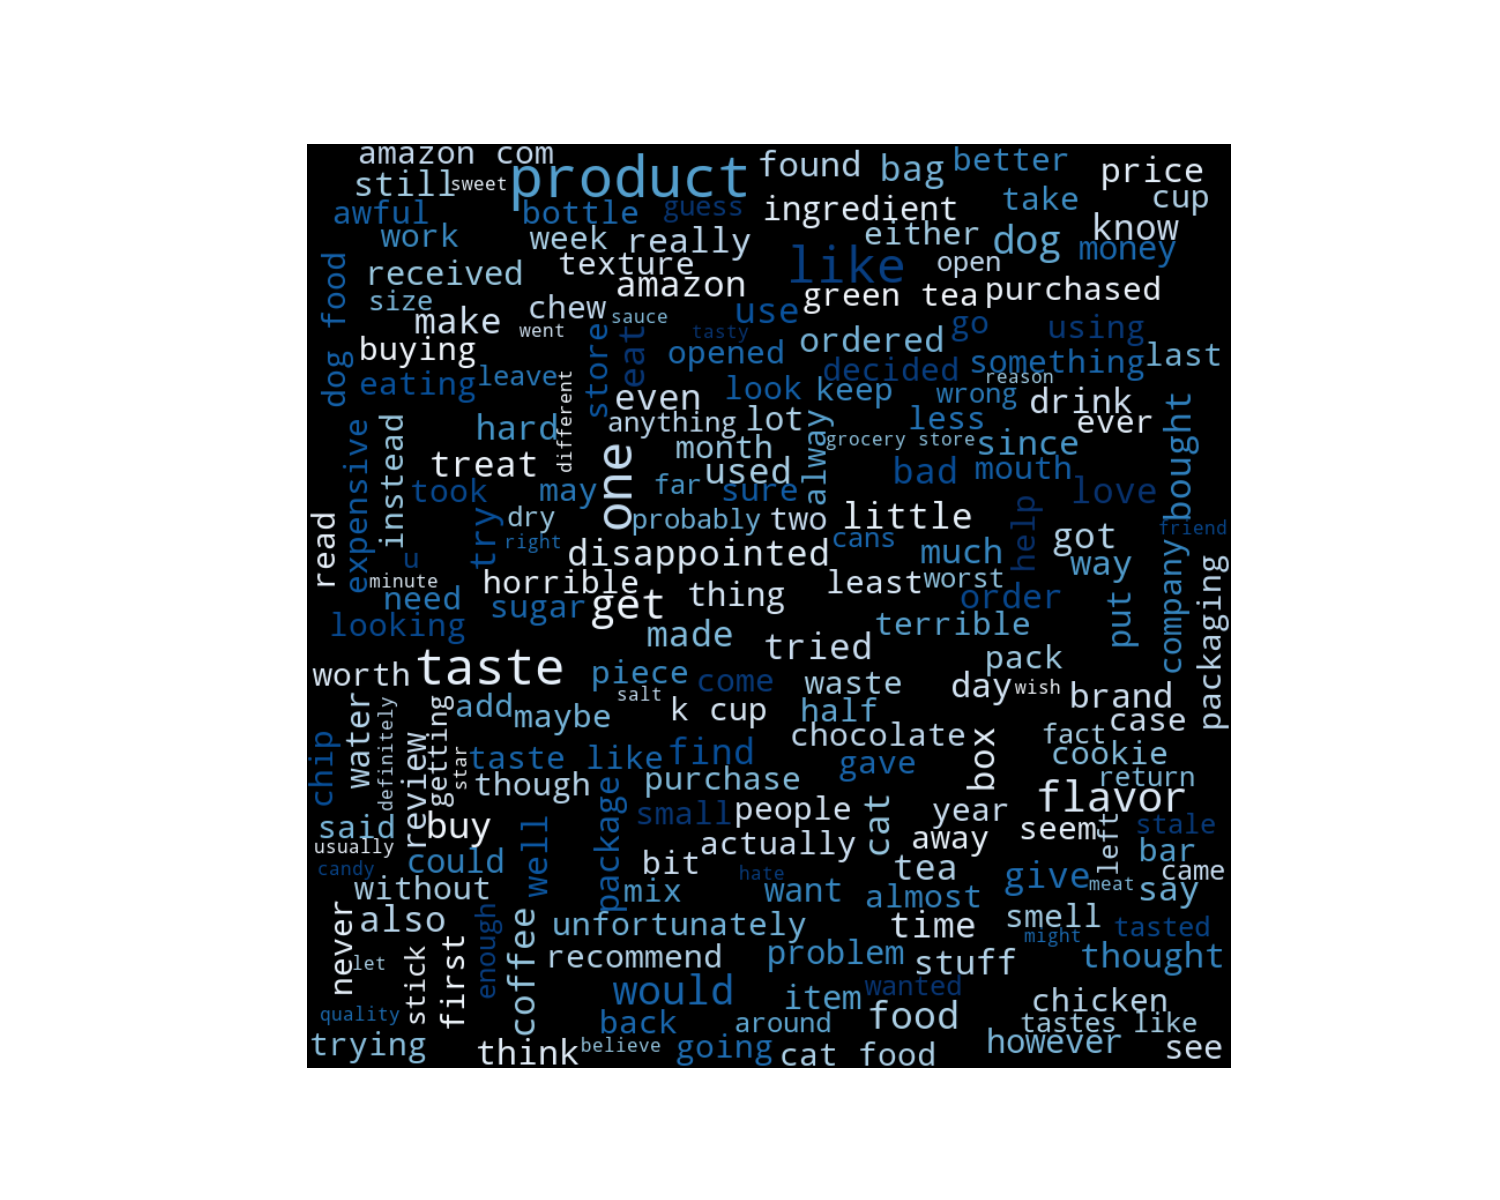 amazon com
still
sweet
product
found
bag
better
price
awful
bottle
guess
ingredient
take
cup
work
week
really
either
dog
know
money
dog food
received
texture
like
open
size
amazon
green tea
purchased
make
chew
sauce
use
went
tasty
go
using
buying
store
eat
opened
ordered
something
last
eating
leave
different
look
decided
keep
reason
wrong
drink
even
hard
anything
lot
alway
less
ever
bought
expensive
instead
month
grocery store
since
treat
one
used
bad
mouth
took
may
far
sure
love
read
try
dry
probably
two
little
help
friend
u
right
disappointed
cans
much
got
way
company
packaging
minute
horrible
thing
least
worst
need
sugar
get
order
put
looking
made
tried
terrible
worth
taste
piece
come
waste
pack
day
wish
brand
salt
water
definitely
getting
add
maybe
k cup
half
case
chip
review
star
taste like
find
chocolate
box
fact
cookie
though
purchase
gave
return
package
small
people
cat
year
flavor
said
buy
well
actually
away
seem
left
stale
usually
could
bit
tea
bar
candy
without
mix
hate
want
almost
give
meat
say
came
never
also
enough
coffee
unfortunately
time
smell
might
tasted
let
stick
first
recommend
problem
stuff
thought
would
item
wanted
chicken
quality
back
around
food
tastes like
trying
think
believe
going
cat food
however
see